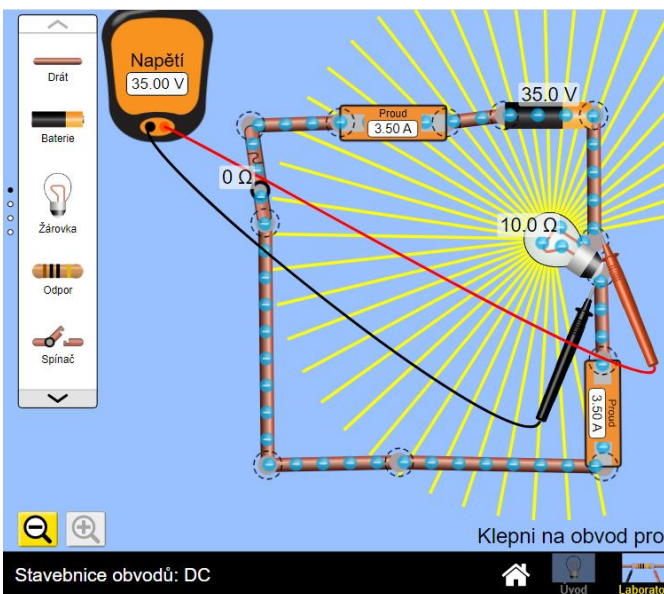 Napětí
35.00 V
Drát
Baterie
Žárovka
Odpor
Spínač
Proud
3.50 A
35.0 V
0 Ω
10.0 Ω
Proud
3.50 A
Klepni na obvod pro
Stavebnice obvodů: DC
Úvod
Laborato